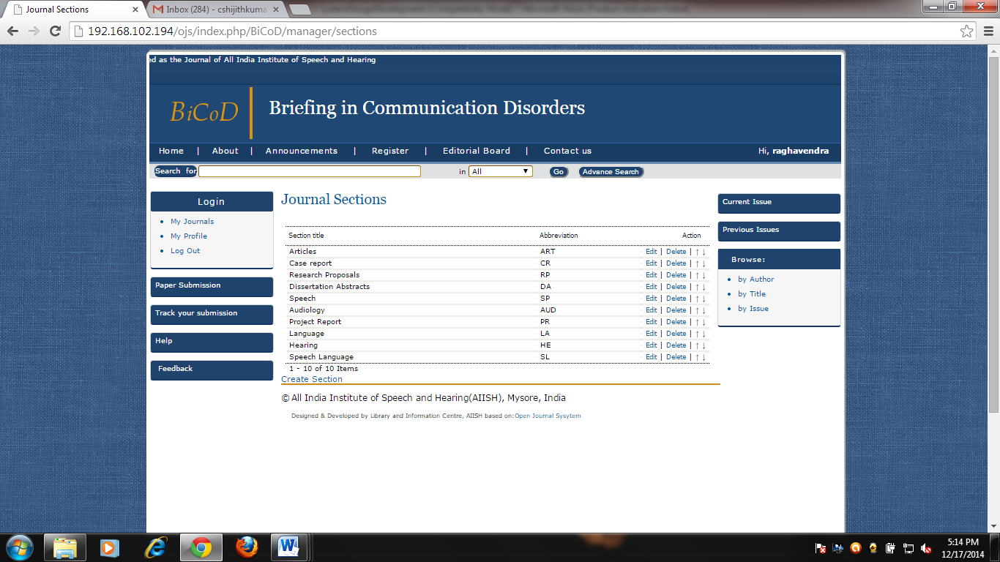 Journal Sections
Inbox (284) - cshijithkuma
192.168.102.194/ojs/index.php/BiCoD/manager/sections
ed as the Journal of All India Institute of Speech and Hearing
BiCoD
Briefing in Communication Disorders
Home | About | Announcements | Register | Editorial Board | Contact us
Hi, raghavendra
Search for in All Go Advance Search
Login
My Journals
My Profile
Log Out
Paper Submission
Track your submission
Help
Feedback
Journal Sections
Section title Abbreviation Action
Articles ART Edit | Delete | ↑ ↓
Case report CR Edit | Delete | ↑ ↓
Research Proposals RP Edit | Delete | ↑ ↓
Dissertation Abstracts DA Edit | Delete | ↑ ↓
Speech SP Edit | Delete | ↑ ↓
Audiology AUD Edit | Delete | ↑ ↓
Project Report PR Edit | Delete | ↑ ↓
Language LA Edit | Delete | ↑ ↓
Hearing HE Edit | Delete | ↑ ↓
Speech Language SL Edit | Delete | ↑ ↓
1 - 10 of 10 Items
Create Section
© All India Institute of Speech and Hearing(AIISH), Mysore, India
Designed & Developed by Library and Information Centre, AIISH based on:Open Journal Sysytem
Current Issue
Previous Issues
Browse:
by Author
by Title
by Issue
5:14 PM
12/17/2014